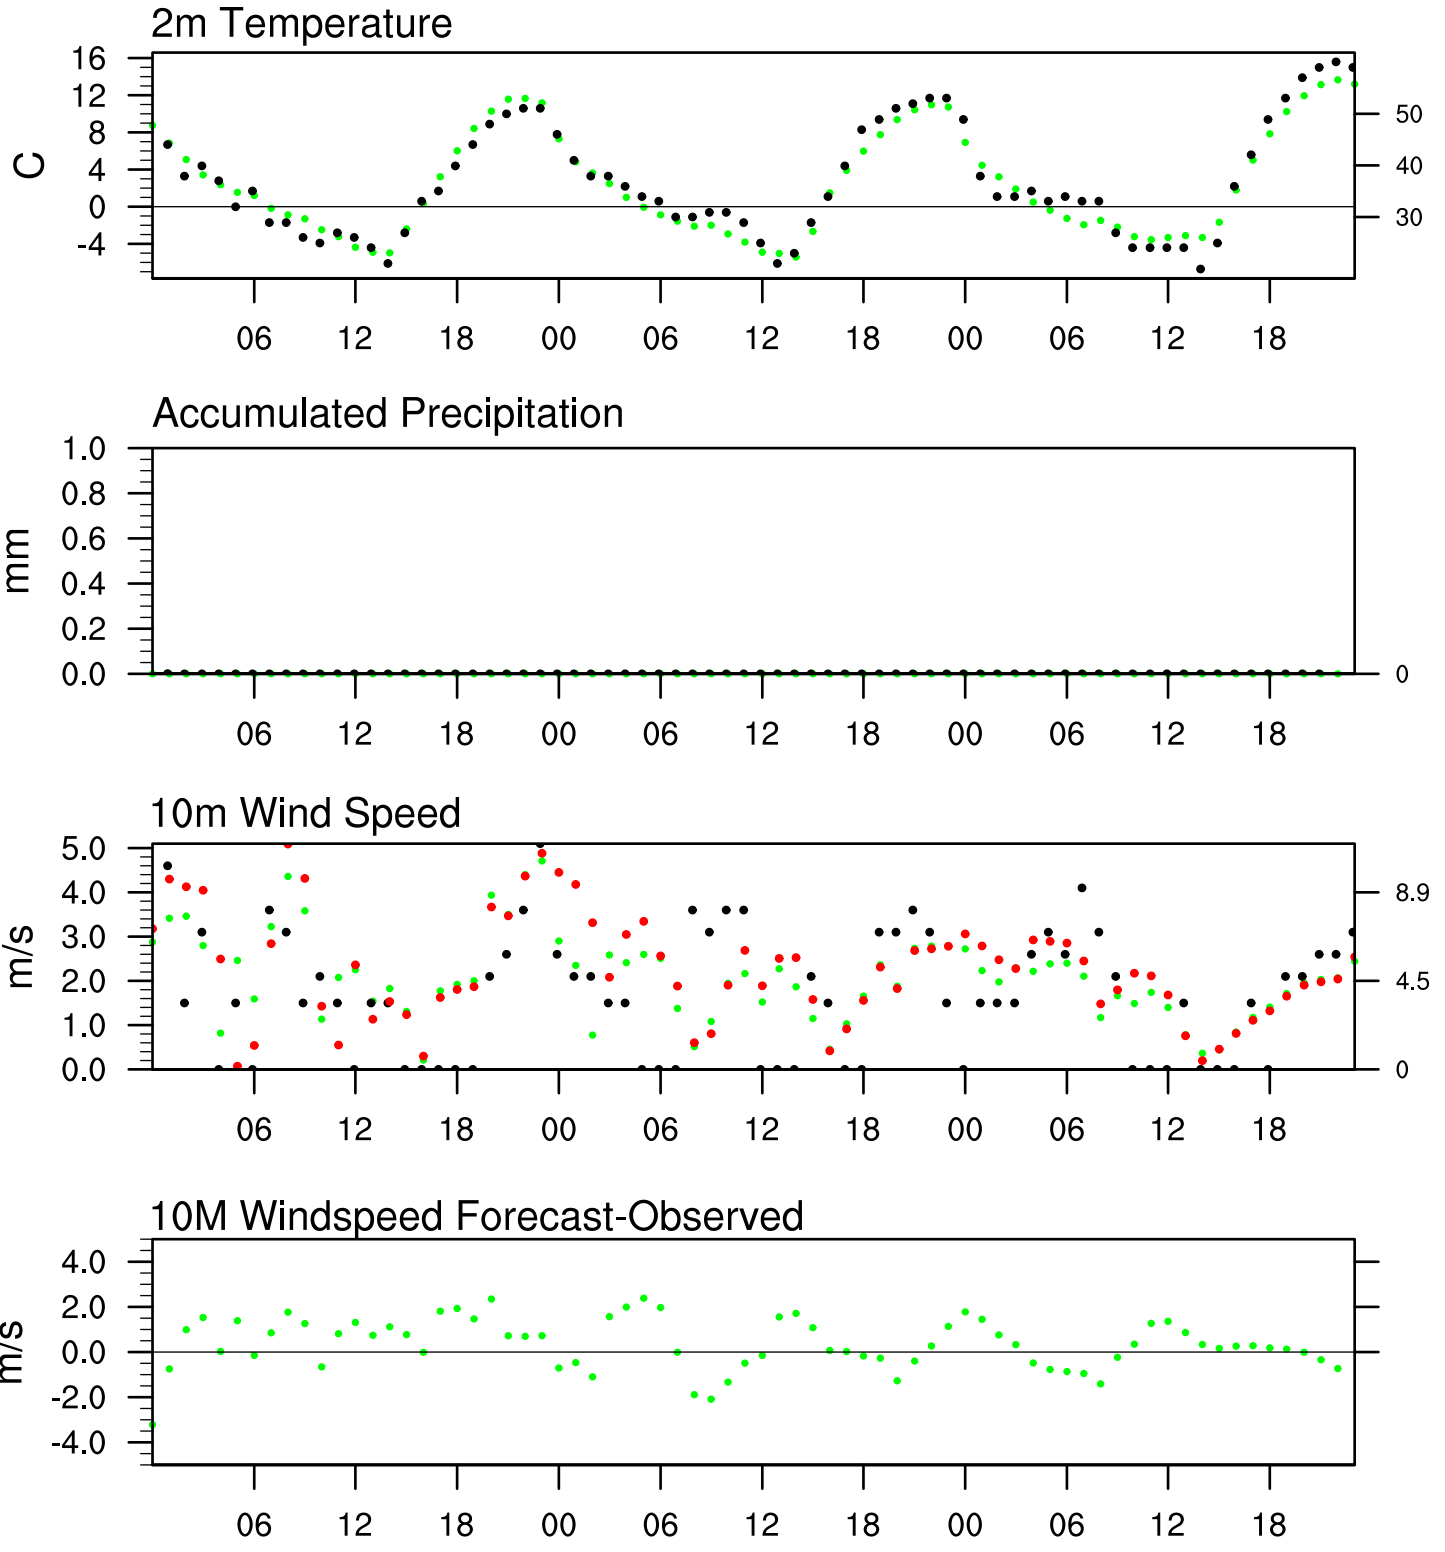 2m Temperature
C
16
12
8
4
0
-4
50
40
30
06 12 18 00 06 12 18 00 06 12 18
Accumulated Precipitation
mm
1.0
0.8
0.6
0.4
0.2
0.0
0
06 12 18 00 06 12 18 00 06 12 18
10m Wind Speed
m/s
5.0
4.0
3.0
2.0
1.0
0.0
8.9
4.5
0
06 12 18 00 06 12 18 00 06 12 18
10M Windspeed Forecast-Observed
m/s
4.0
2.0
0.0
-2.0
-4.0
06 12 18 00 06 12 18 00 06 12 18